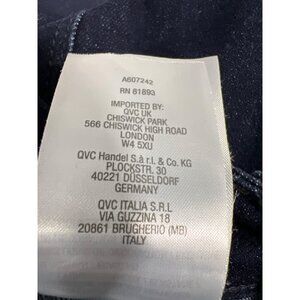 A607242
RN 81893
IMPORTED BY:
QVC UK
CHISWICK PARK
566 CHISWICK HIGH ROAD
LONDON
W4 5XU
QVC Handel S.à r.l. & Co. KG
PLOCKSTR. 30
40221 DÜSSELDORF
GERMANY
QVC ITALIA S.R.L
VIA GUZZINA 18
20861 BRUGHERIO (MB)
ITALY